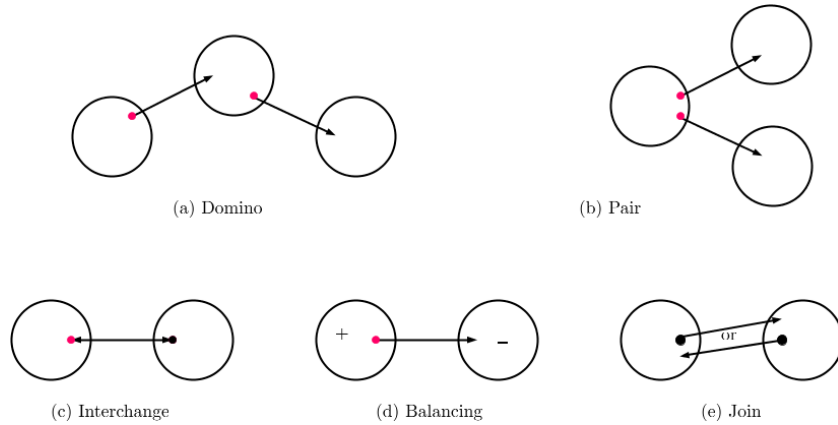 (a) Domino
(b) Pair
+
–
or
(c) Interchange
(d) Balancing
(e) Join